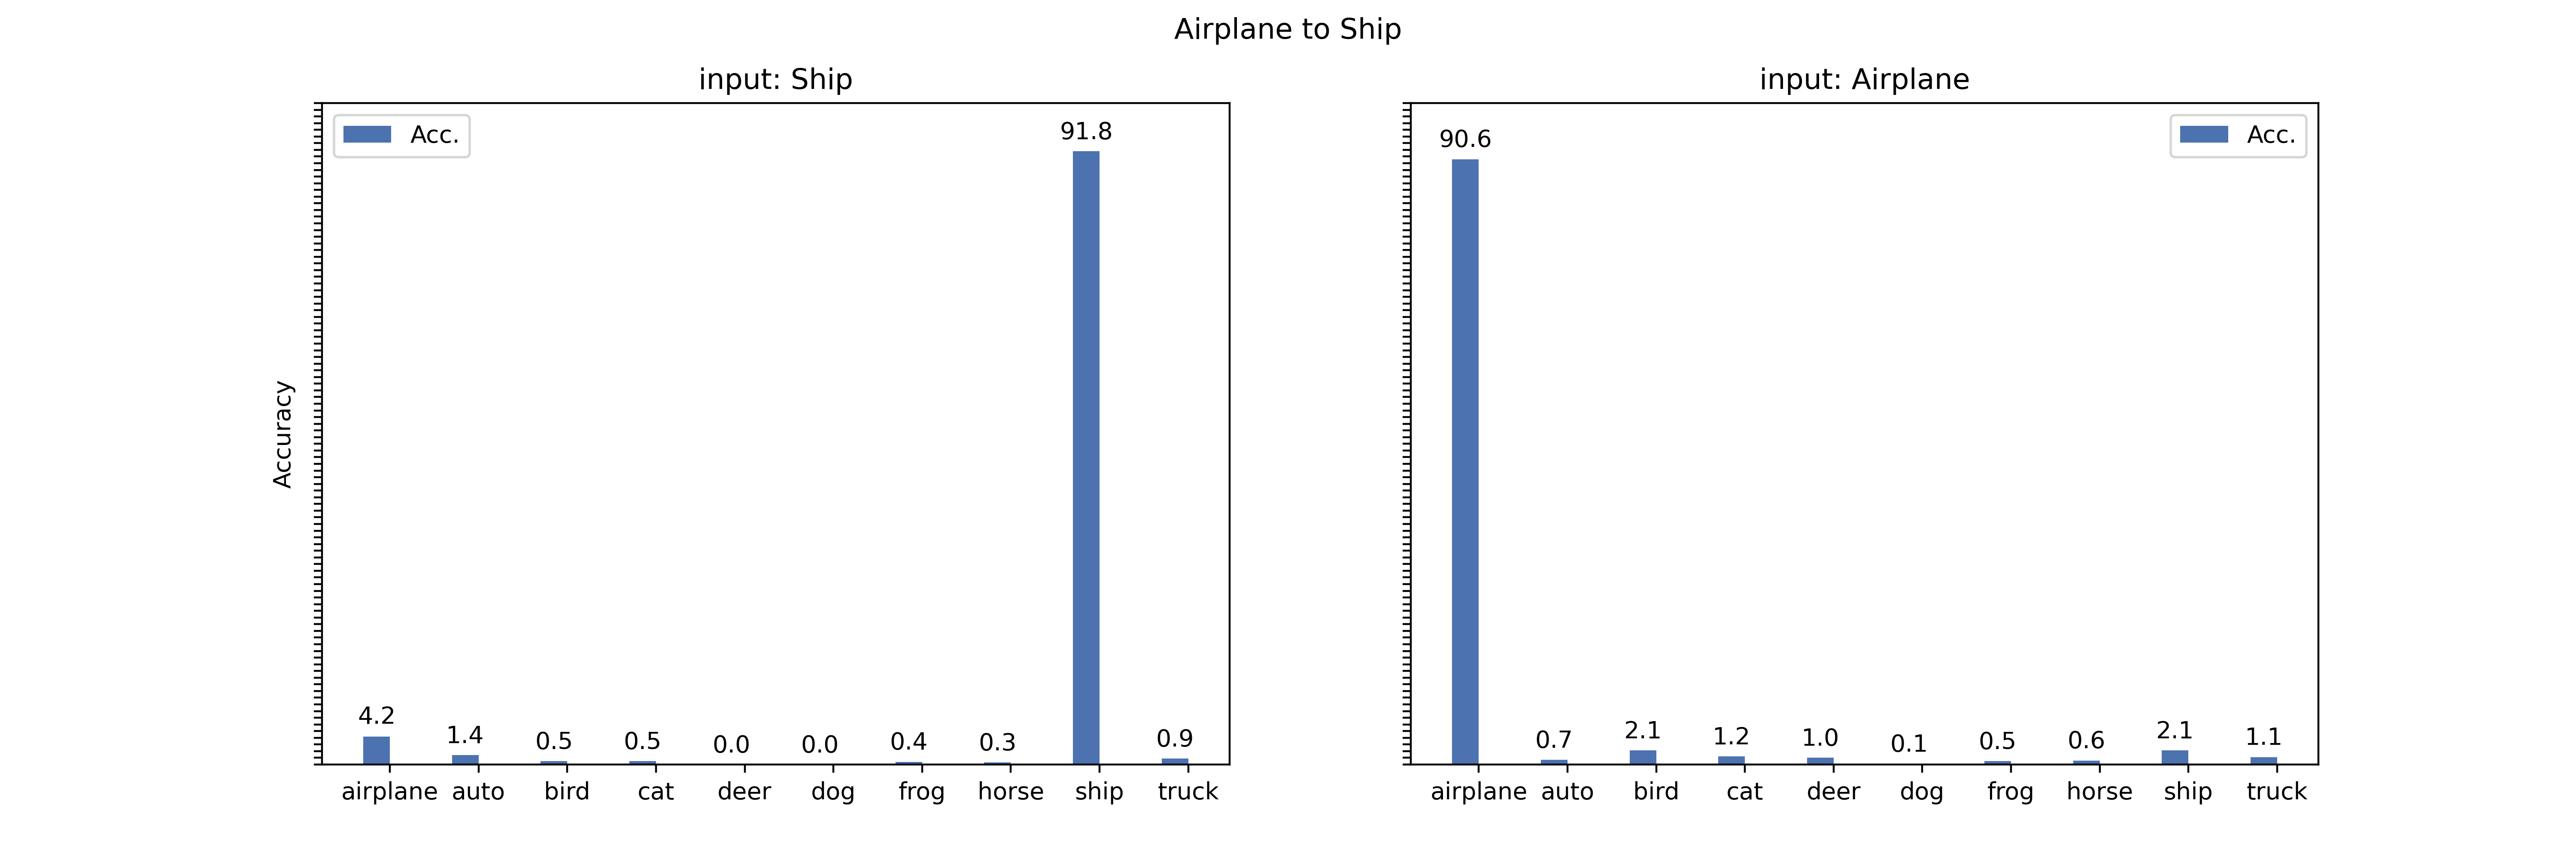 Airplane to Ship
input: Ship
Acc.
91.8
4.2
1.4
0.5
0.5
0.0
0.0
0.4
0.3
0.9
Accuracy
airplane auto bird cat deer dog frog horse ship truck
input: Airplane
Acc.
90.6
0.7
2.1
1.2
1.0
0.1
0.5
0.6
2.1
1.1
airplane auto bird cat deer dog frog horse ship truck